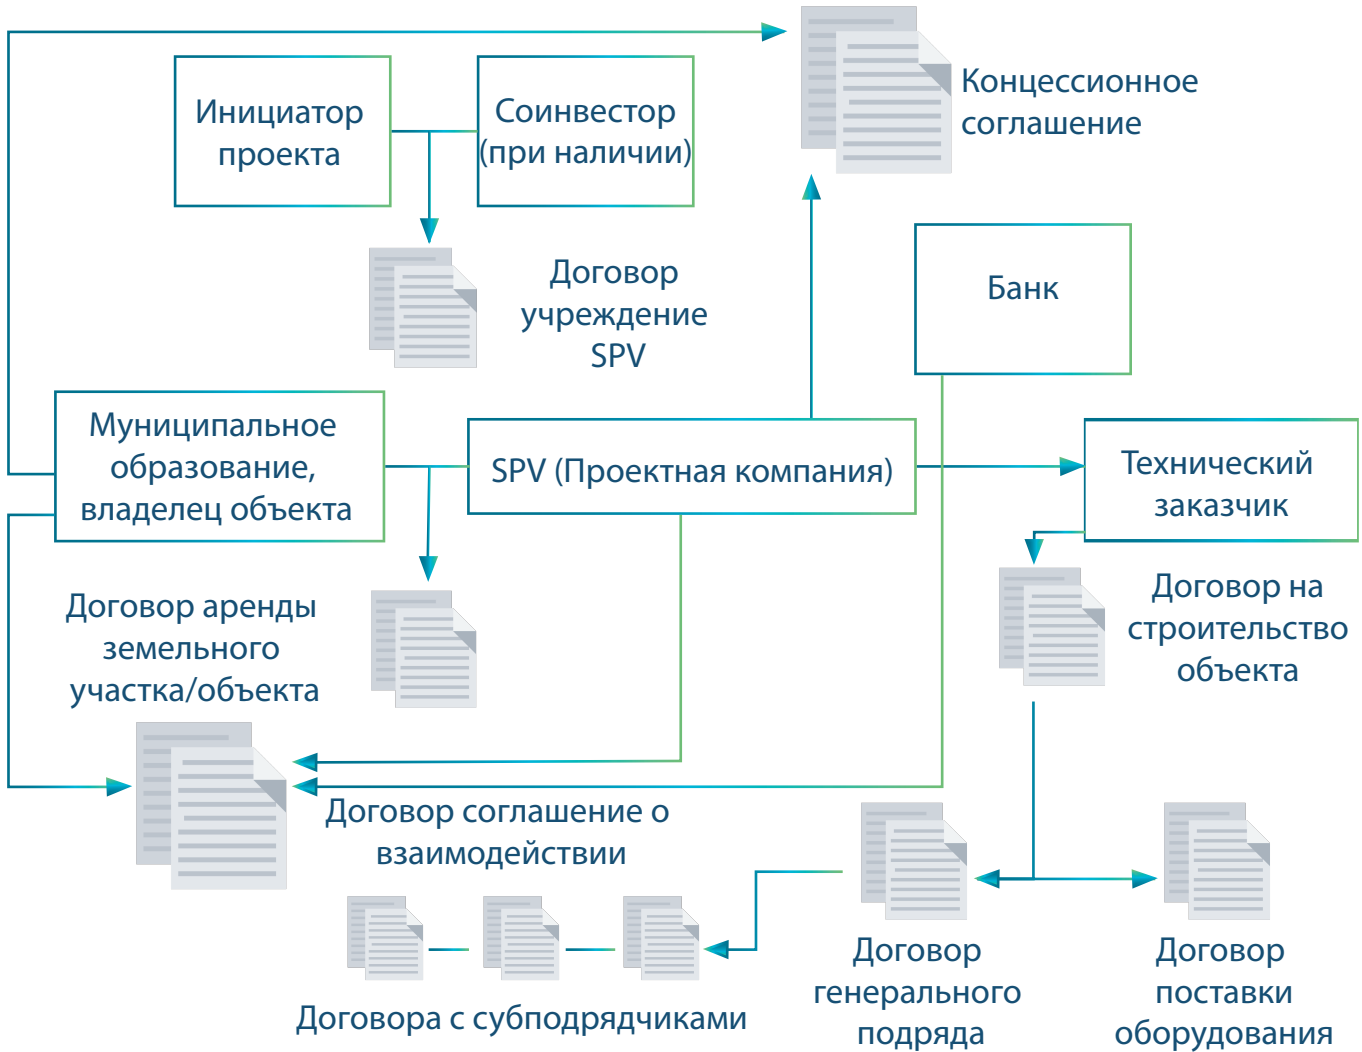 Концессионное
соглашение
Инициатор
проекта
Соинвестор
(при наличии)
Договор
учреждение
SPV
Банк
Муниципальное
образование,
владелец объекта
SPV (Проектная компания)
Технический
заказчик
Договор аренды
земельного
участка/объекта
Договор на
строительство
объекта
Договор соглашение о
взаимодействии
Договора с субподрядчиками
Договор
генерального
подряда
Договор
поставки
оборудования